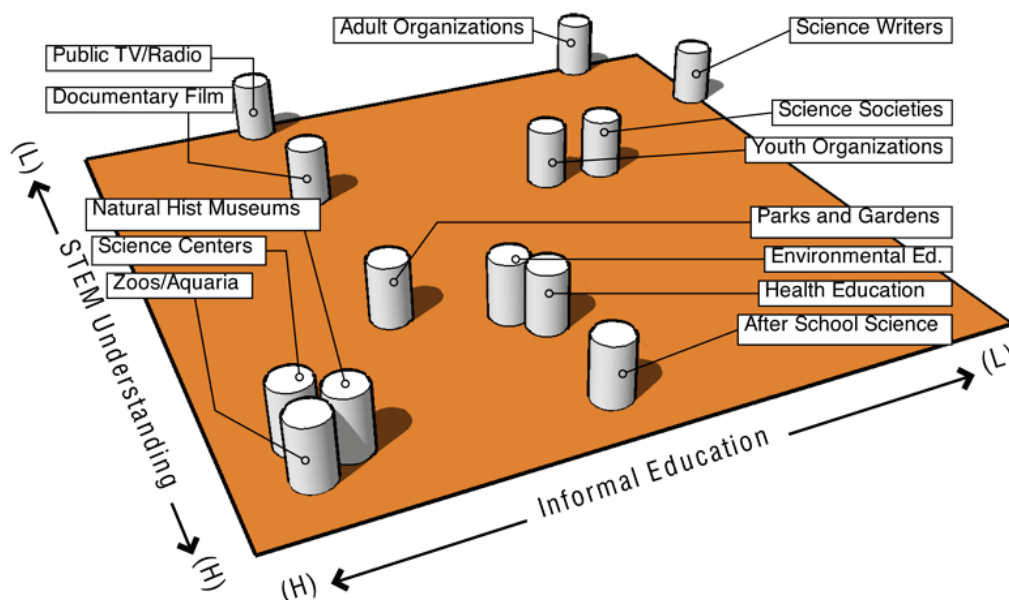 Adult Organizations
Science Writers
Public TV/Radio
Documentary Film
Science Societies
Youth Organizations
(L)
Natural Hist Museums
Parks and Gardens
Science Centers
Environmental Ed.
Zoos/Aquaria
Health Education
After School Science
STEM Understanding
(L)
Informal Education
(H)
(H)